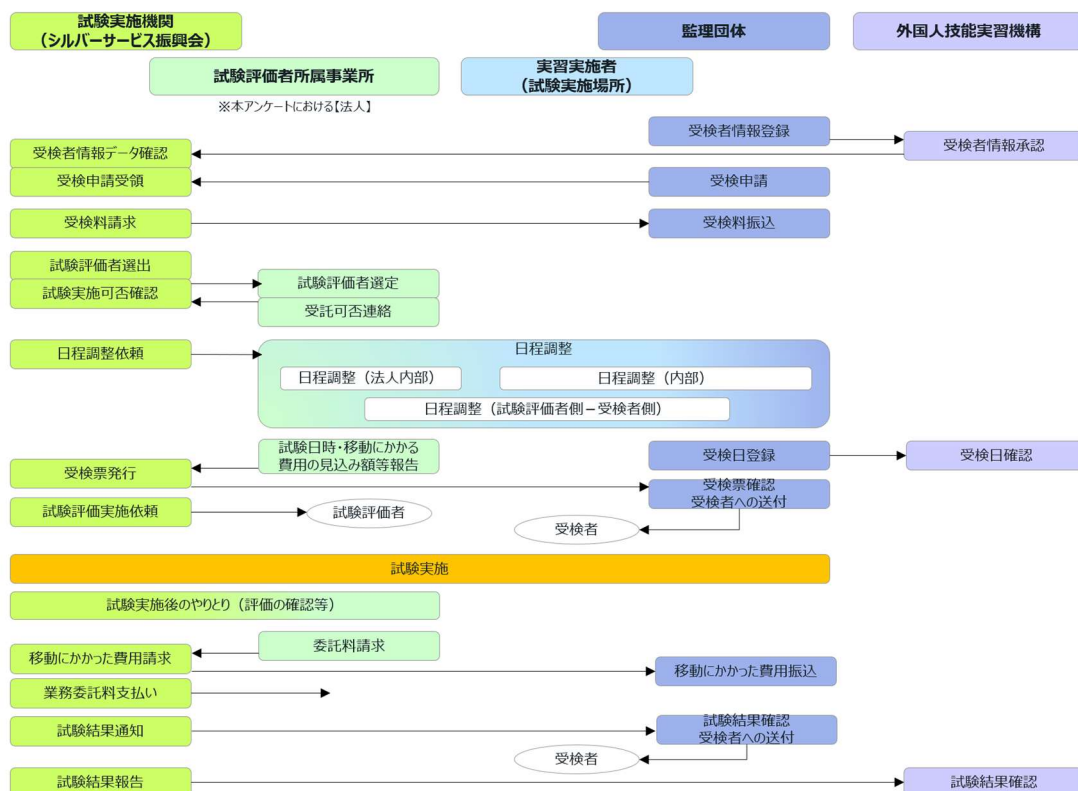 試験実施機関
（シルバーサービス振興会）
監理団体
外国人技能実習機構
試験評価者所属事業所
実習実施者
（試験実施場所）
※本アンケートにおける【法人】
受検者情報登録
受検者情報承認
受検者情報データ確認
受検申請受領
受検申請
受検料請求
受検料振込
試験評価者選出
試験実施可否確認
試験評価者選定
受託可否連絡
日程調整依頼
日程調整
日程調整（法人内部）
日程調整（内部）
日程調整（試験評価者側－受検者側）
試験日時・移動にかかる
費用の見込み額等報告
受検日登録
受検日確認
受検票発行
受検票確認
受検者への送付
試験評価実施依頼
試験評価者
受検者
試験実施
試験実施後のやりとり（評価の確認等）
委託料請求
移動にかかった費用請求
移動にかかった費用振込
業務委託料支払い
試験結果通知
試験結果確認
受検者への送付
受検者
試験結果報告
試験結果確認